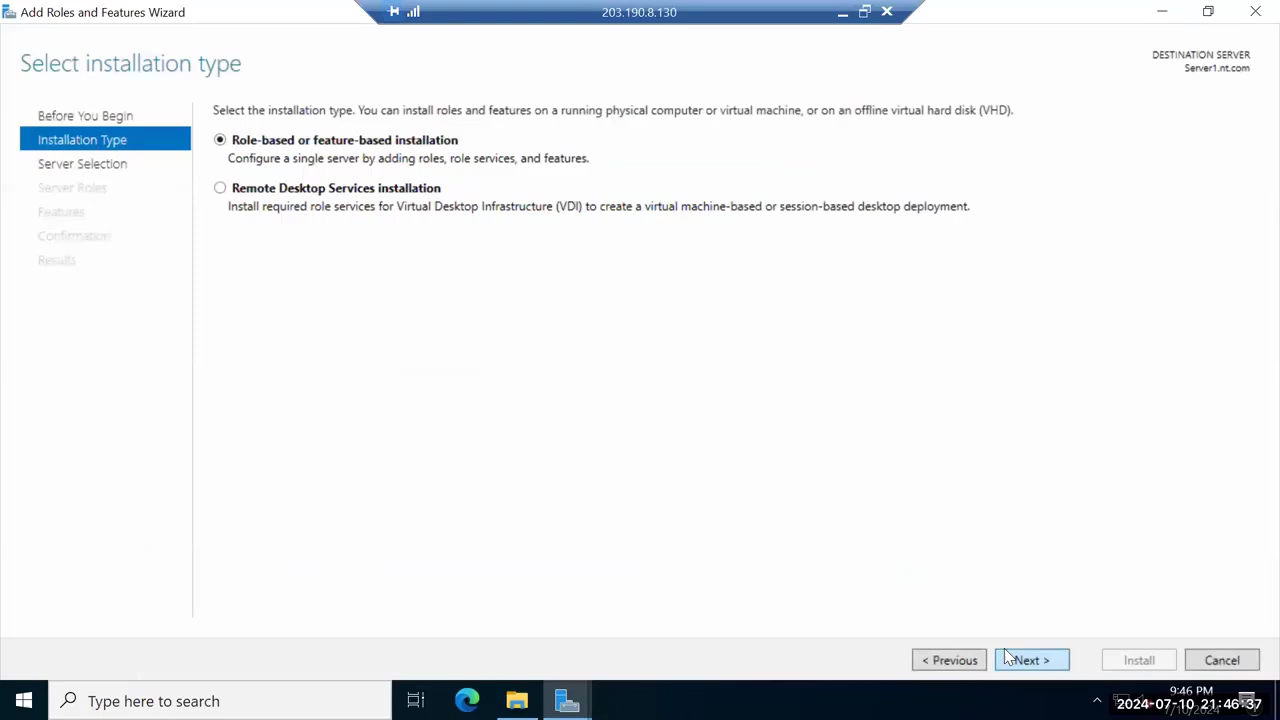 Add Roles and Features Wizard
203.190.8.130
Select installation type
DESTINATION SERVER
Server1.nt.com
Before You Begin
Installation Type
Server Selection
Server Roles
Features
Confirmation
Results
Select the installation type. You can install roles and features on a running physical computer or virtual machine, or on an offline virtual hard disk (VHD).
Role-based or feature-based installation
Configure a single server by adding roles, role services, and features.
Remote Desktop Services installation
Install required role services for Virtual Desktop Infrastructure (VDI) to create a virtual machine-based or session-based desktop deployment.
< Previous
Next >
Install
Cancel
Type here to search
9:46 PM
7/10/2024
2024-07-10 21:46:37